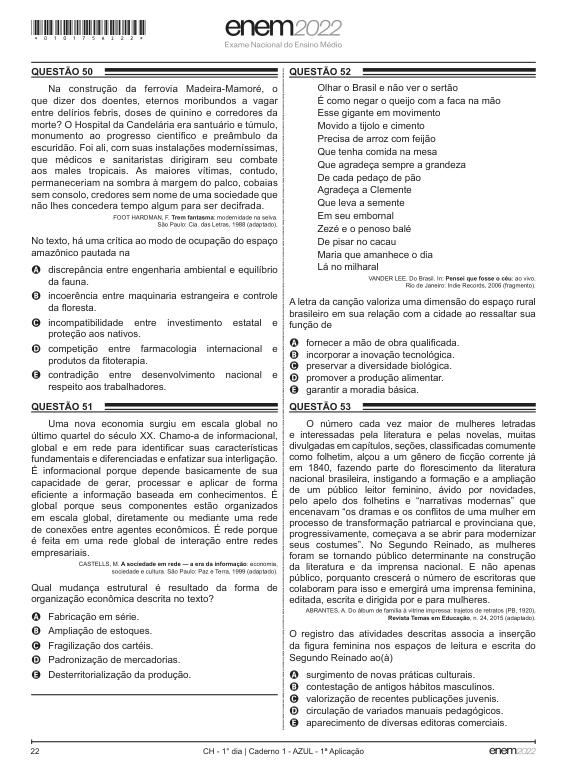 *010175AZ22*
enem2022
Exame Nacional do Ensino Médio
QUESTÃO 50
Na construção da ferrovia Madeira-Mamoré, o
que dizer dos doentes, eternos moribundos a vagar
entre delírios febris, doses de quinino e corredores da
morte? O Hospital da Candelária era santuário e túmulo,
monumento ao progresso científico e preâmbulo da
escuridão. Foi ali, com suas instalações moderníssimas,
que médicos e sanitaristas dirigiram seu combate
aos males tropicais. As maiores vítimas, contudo,
permaneceriam na sombra à margem do palco, cobaias
sem consolo, credores sem nome de uma sociedade que
não lhes concedera tempo algum para ser decifrada.
FOOT HARDMAN, F. Trem fantasma: modernidade na selva.
São Paulo: Cia. das Letras, 1988 (adaptado).
No texto, há uma crítica ao modo de ocupação do espaço
amazônico pautada na
A discrepância entre engenharia ambiental e equilíbrio
da fauna.
B incoerência entre maquinaria estrangeira e controle
da floresta.
C incompatibilidade entre investimento estatal e
proteção aos nativos.
D competição entre farmacologia internacional e
produtos da fitoterapia.
E contradição entre desenvolvimento nacional e
respeito aos trabalhadores.
QUESTÃO 51
Uma nova economia surgiu em escala global no
último quartel do século XX. Chamo-a de informacional,
global e em rede para identificar suas características
fundamentais e diferenciadas e enfatizar sua interligação.
É informacional porque depende basicamente de sua
capacidade de gerar, processar e aplicar de forma
eficiente a informação baseada em conhecimentos. É
global porque seus componentes estão organizados
em escala global, diretamente ou mediante uma rede
de conexões entre agentes econômicos. É rede porque
é feita em uma rede global de interação entre redes
empresariais.
CASTELLS, M. A sociedade em rede — a era da informação: economia,
sociedade e cultura. São Paulo: Paz e Terra, 1999 (adaptado).
Qual mudança estrutural é resultado da forma de
organização econômica descrita no texto?
A Fabricação em série.
B Ampliação de estoques.
C Fragilização dos cartéis.
D Padronização de mercadorias.
E Desterritorialização da produção.
QUESTÃO 52
Olhar o Brasil e não ver o sertão
É como negar o queijo com a faca na mão
Esse gigante em movimento
Movido a tijolo e cimento
Precisa de arroz com feijão
Que tenha comida na mesa
Que agradeça sempre a grandeza
De cada pedaço de pão
Agradeça a Clemente
Que leva a semente
Em seu embornal
Zezé e o penoso balé
De pisar no cacau
Maria que amanhece o dia
Lá no milharal
VANDER LEE. Do Brasil. In: Pensei que fosse o céu: ao vivo.
Rio de Janeiro: Indie Records, 2006 (fragmento).
A letra da canção valoriza uma dimensão do espaço rural
brasileiro em sua relação com a cidade ao ressaltar sua
função de
A fornecer a mão de obra qualificada.
B incorporar a inovação tecnológica.
C preservar a diversidade biológica.
D promover a produção alimentar.
E garantir a moradia básica.
QUESTÃO 53
O número cada vez maior de mulheres letradas
e interessadas pela literatura e pelas novelas, muitas
divulgadas em capítulos, seções, classificadas comumente
como folhetim, alçou a um gênero de ficção corrente já
em 1840, fazendo parte do florescimento da literatura
nacional brasileira, instigando a formação e a ampliação
de um público leitor feminino, ávido por novidades,
pelo apelo dos folhetins e “narrativas modernas” que
encenavam “os dramas e os conflitos de uma mulher em
processo de transformação patriarcal e provinciana que,
progressivamente, começava a se abrir para modernizar
seus costumes”. No Segundo Reinado, as mulheres
foram se tornando público determinante na construção
da literatura e da imprensa nacional. E não apenas
público, porquanto crescerá o número de escritoras que
colaboram para isso e emergirá uma imprensa feminina,
editada, escrita e dirigida por e para mulheres.
ABRANTES, A. Do álbum de família à vitrine impressa: trajetos de retratos (PB, 1920),
Revista Temas em Educação, n. 24, 2015 (adaptado).
O registro das atividades descritas associa a inserção
da figura feminina nos espaços de leitura e escrita do
Segundo Reinado ao(à)
A surgimento de novas práticas culturais.
B contestação de antigos hábitos masculinos.
C valorização de recentes publicações juvenis.
D circulação de variados manuais pedagógicos.
E aparecimento de diversas editoras comerciais.
22
CH - 1° dia | Caderno 1 - AZUL - 1ª Aplicação
enem2022